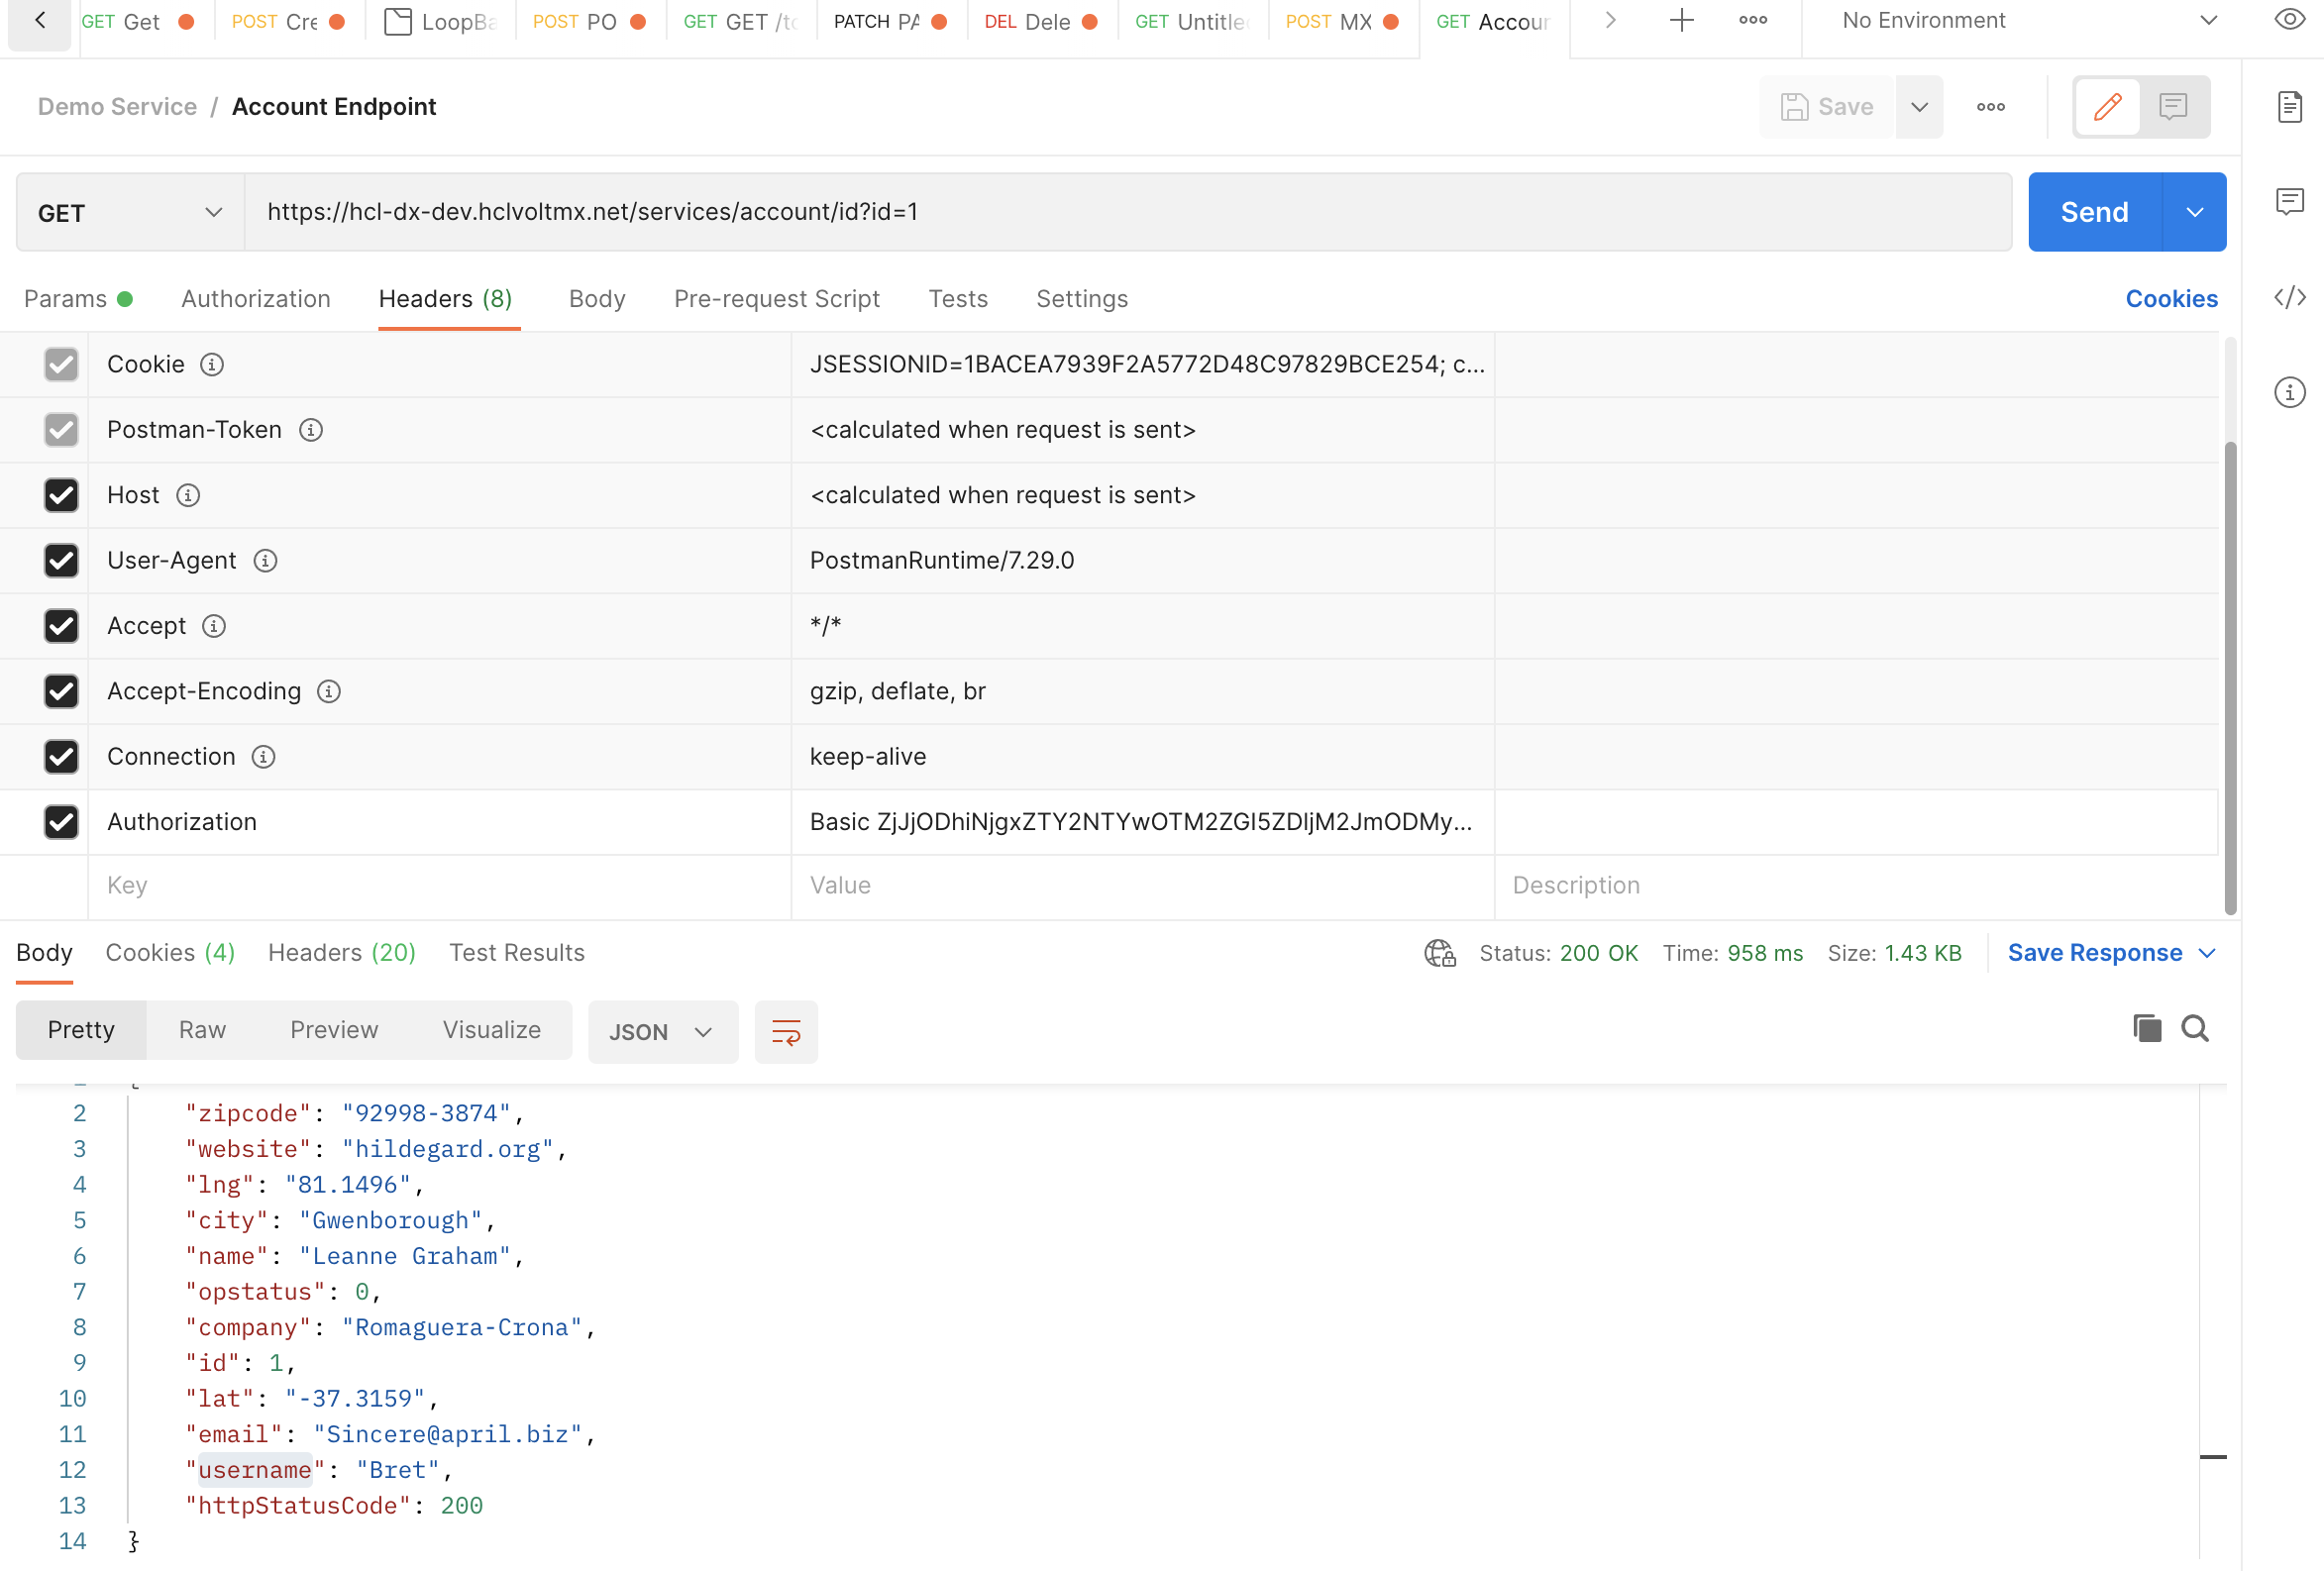 GET Get POST Cre LoopBa POST PO GET GET /to PATCH PA DEL Dele GET Untitle POST MX GET Accour No Environment
Demo Service / Account Endpoint
Save
GET https://hcl-dx-dev.hclvoltmx.net/services/account/id?id=1 Send
Params Authorization Headers (8) Body Pre-request Script Tests Settings Cookies
Cookie JSESSIONID=1BACEA7939F2A5772D48C97829BCE254; c...
Postman-Token <calculated when request is sent>
Host <calculated when request is sent>
User-Agent PostmanRuntime/7.29.0
Accept */*
Accept-Encoding gzip, deflate, br
Connection keep-alive
Authorization Basic ZjJjODhiNjgxZTY2NTYwOTM2ZGI5ZDljM2JmODMy...
Key Value Description
Body Cookies (4) Headers (20) Test Results Status: 200 OK Time: 958 ms Size: 1.43 KB Save Response
Pretty Raw Preview Visualize JSON
2 "zipcode": "92998-3874",
3 "website": "hildegard.org",
4 "lng": "81.1496",
5 "city": "Gwenborough",
6 "name": "Leanne Graham",
7 "opstatus": 0,
8 "company": "Romaguera-Crona",
9 "id": 1,
10 "lat": "-37.3159",
11 "email": "Sincere@april.biz",
12 "username": "Bret",
13 "httpStatusCode": 200
14 }